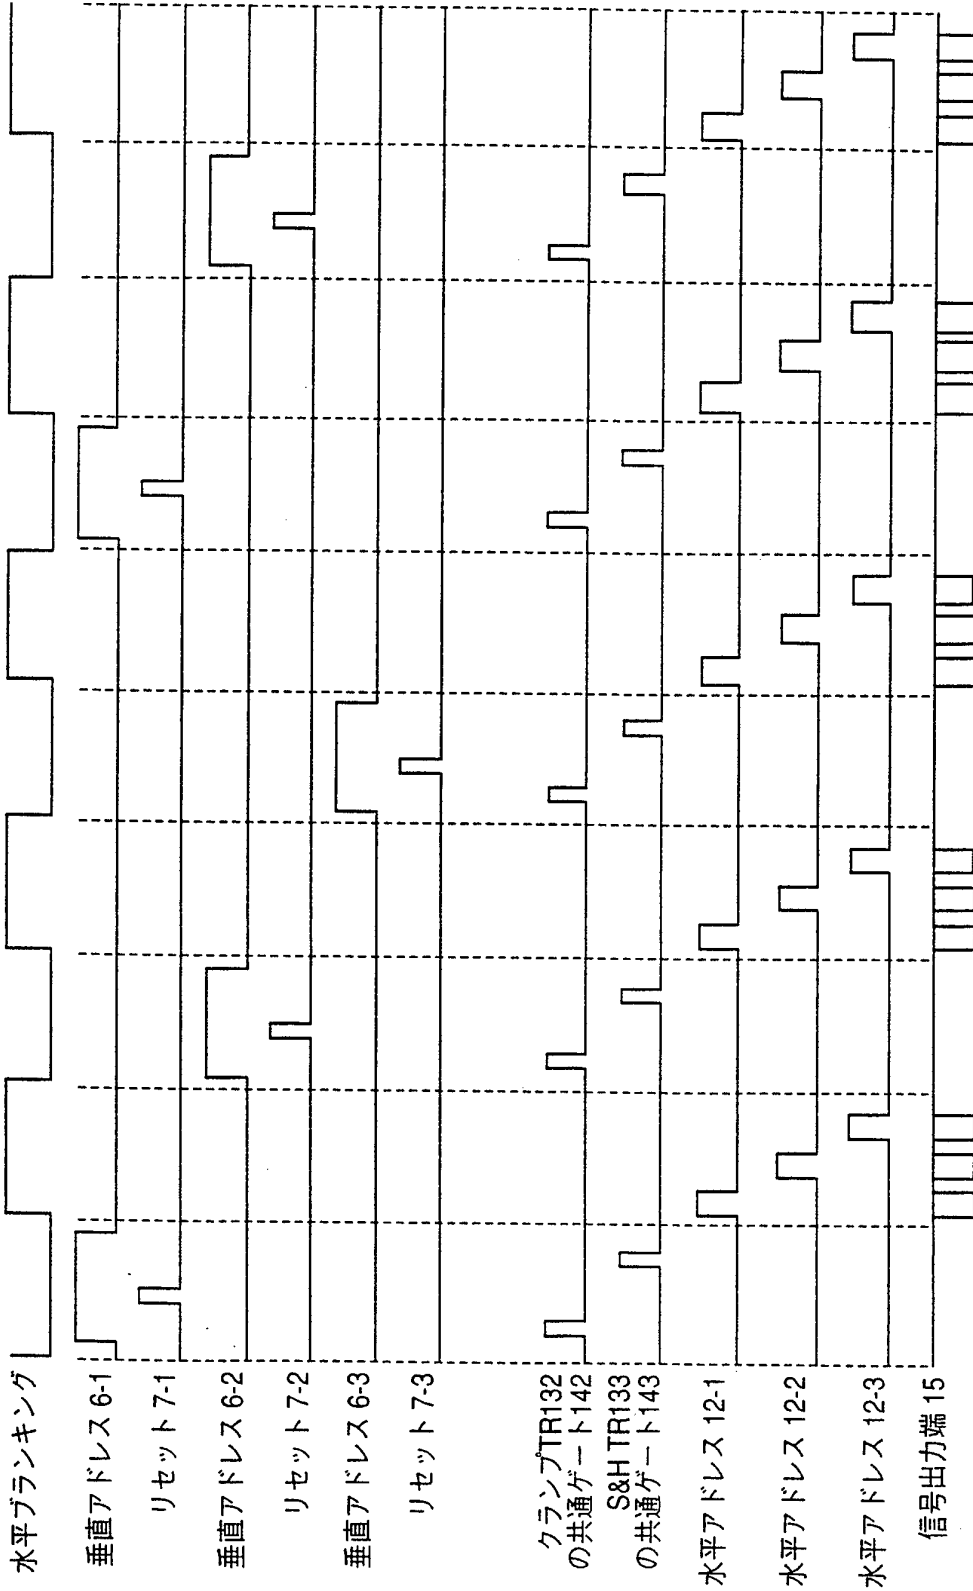 水平ブランキング
垂直アドレス 6-1
リセット 7-1
垂直アドレス 6-2
リセット 7-2
垂直アドレス 6-3
リセット 7-3
クランプTR132
の共通ゲート142
S&H TR133
の共通ゲート143
水平アドレス 12-1
水平アドレス 12-2
水平アドレス 12-3
信号出力端 15